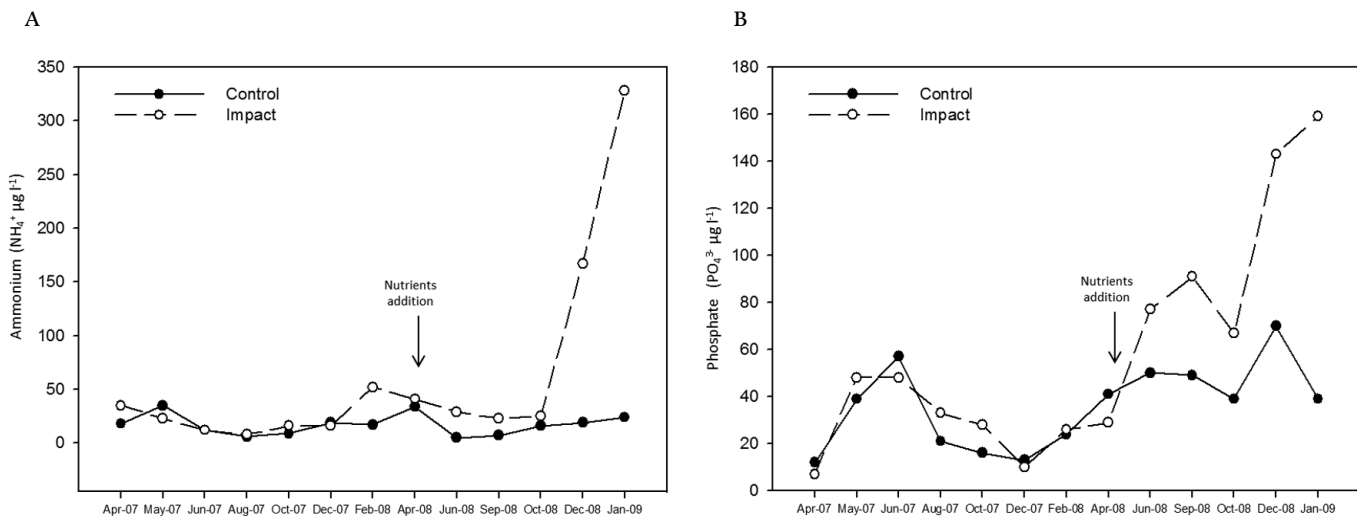 A
B
350
300
250
200
150
100
50
0
Ammonium (NH₄⁺ µg l⁻¹)
Control
Impact
Nutrients
addition
Apr-07 May-07 Jun-07 Aug-07 Oct-07 Dec-07 Feb-08 Apr-08 Jun-08 Sep-08 Oct-08 Dec-08 Jan-09
180
160
140
120
100
80
60
40
20
0
Phosphate (PO₄³⁻ µg l⁻¹)
Control
Impact
Nutrients
addition
Apr-07 May-07 Jun-07 Aug-07 Oct-07 Dec-07 Feb-08 Apr-08 Jun-08 Sep-08 Oct-08 Dec-08 Jan-09